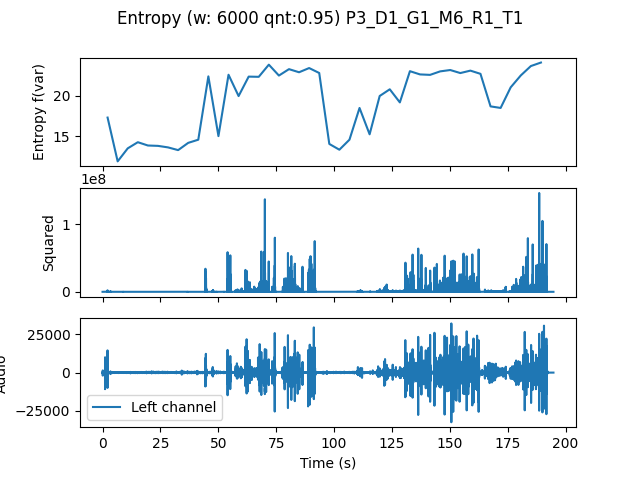 Entropy (w: 6000 qnt:0.95) P3_D1_G1_M6_R1_T1
Entropy f(var)
20
15
1e8
Squared
1
0
Audio
25000
0
−25000
Left channel
0 25 50 75 100 125 150 175 200
Time (s)